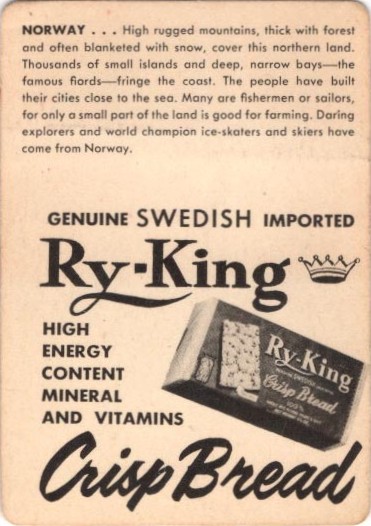 NORWAY . . . High rugged mountains, thick with forest
and often blanketed with snow, cover this northern land.
Thousands of small islands and deep, narrow bays—the
famous fiords—fringe the coast. The people have built
their cities close to the sea. Many are fishermen or sailors,
for only a small part of the land is good for farming. Daring
explorers and world champion ice-skaters and skiers have
come from Norway.
GENUINE SWEDISH IMPORTED
Ry-King
HIGH
ENERGY
CONTENT
MINERAL
AND VITAMINS
Ry-King
GENUINE SWEDISH
Crisp Bread
100%
Crisp Bread